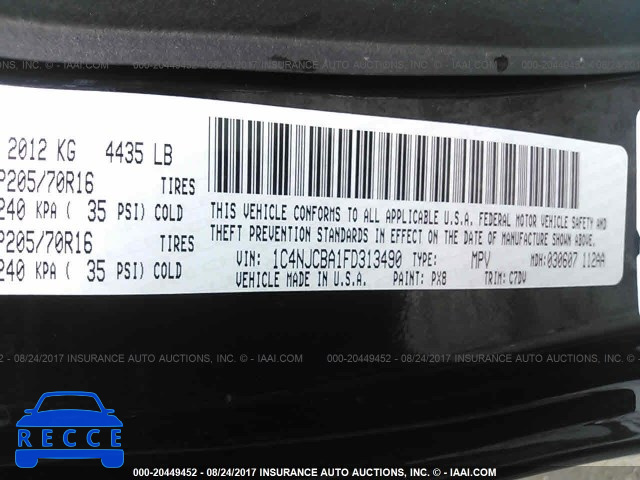 000-20449452 - 08/24/2017 INSURANCE AUTO AUCTIONS, INC. © - IAAI.COM
2012 KG 4435 LB
P205/70R16 TIRES
240 KPA ( 35 PSI) COLD
P205/70R16 TIRES
240 KPA ( 35 PSI) COLD
THIS VEHICLE CONFORMS TO ALL APPLICABLE U.S.A. FEDERAL MOTOR VEHICLE SAFETY AND
THEFT PREVENTION STANDARDS IN EFFECT ON THE DATE OF MANUFACTURE SHOWN ABOVE.
VIN: 1C4NJCBA1FD313490 TYPE: MPV MDH: 030607 112AA
VEHICLE MADE IN U.S.A. PAINT: PX8 TRIM: C7DV
52 - 08/24/2017 INSURANCE AUTO AUCTIONS, INC. © - IAAI.COM
000-20449452 - 08/24/2017 INSURANCE AUTO AUCTIONS, INC. © - IAAI.COM
RECCE
000-20449452 - 08/24/2017 INSURANCE AUTO AUCTIONS, INC. © - IAAI.COM